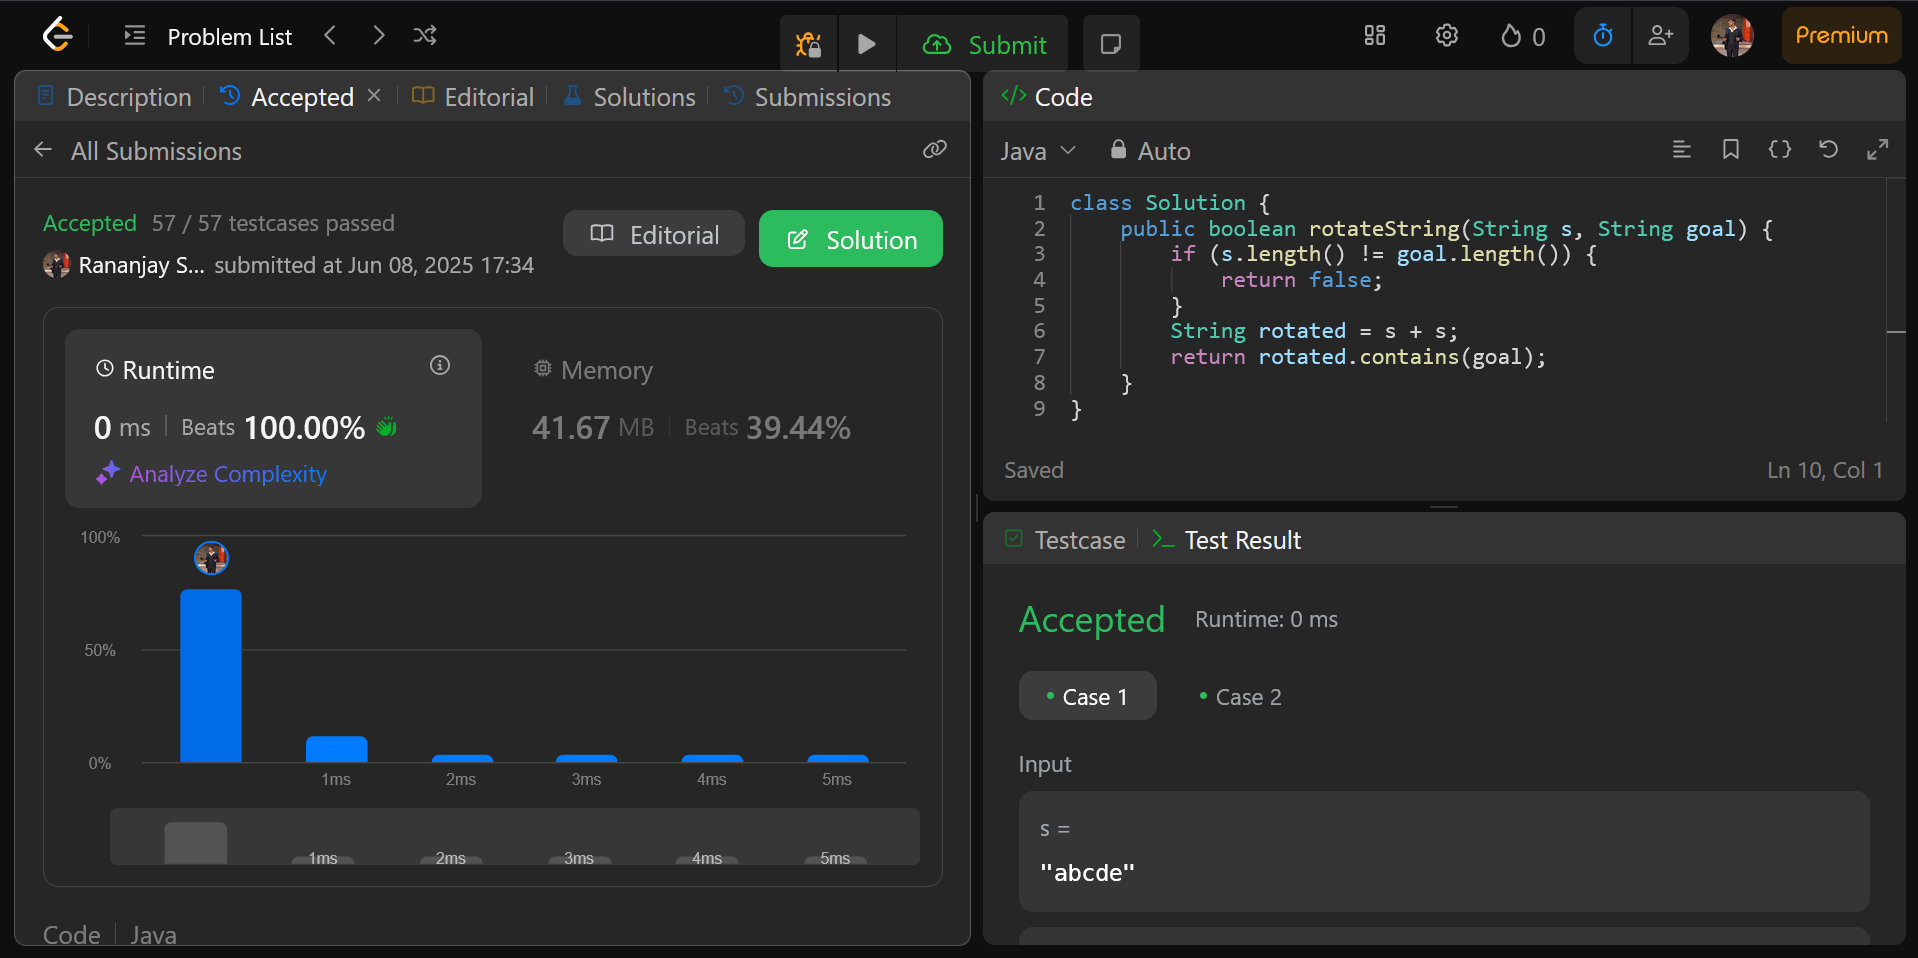 Problem List
Submit
0
Premium
Description
Accepted
Editorial
Solutions
Submissions
All Submissions
Accepted 57 / 57 testcases passed
Rananjay S... submitted at Jun 08, 2025 17:34
Editorial
Solution
Runtime
0 ms Beats 100.00%
Analyze Complexity
Memory
41.67 MB Beats 39.44%
100%
50%
0%
1ms 2ms 3ms 4ms 5ms
1ms 2ms 3ms 4ms 5ms
Code Java
</> Code
Java Auto
1 class Solution {
2     public boolean rotateString(String s, String goal) {
3         if (s.length() != goal.length()) {
4             return false;
5         }
6         String rotated = s + s;
7         return rotated.contains(goal);
8     }
9 }
Saved
Ln 10, Col 1
Testcase
Test Result
Accepted Runtime: 0 ms
Case 1
Case 2
Input
s =
"abcde"